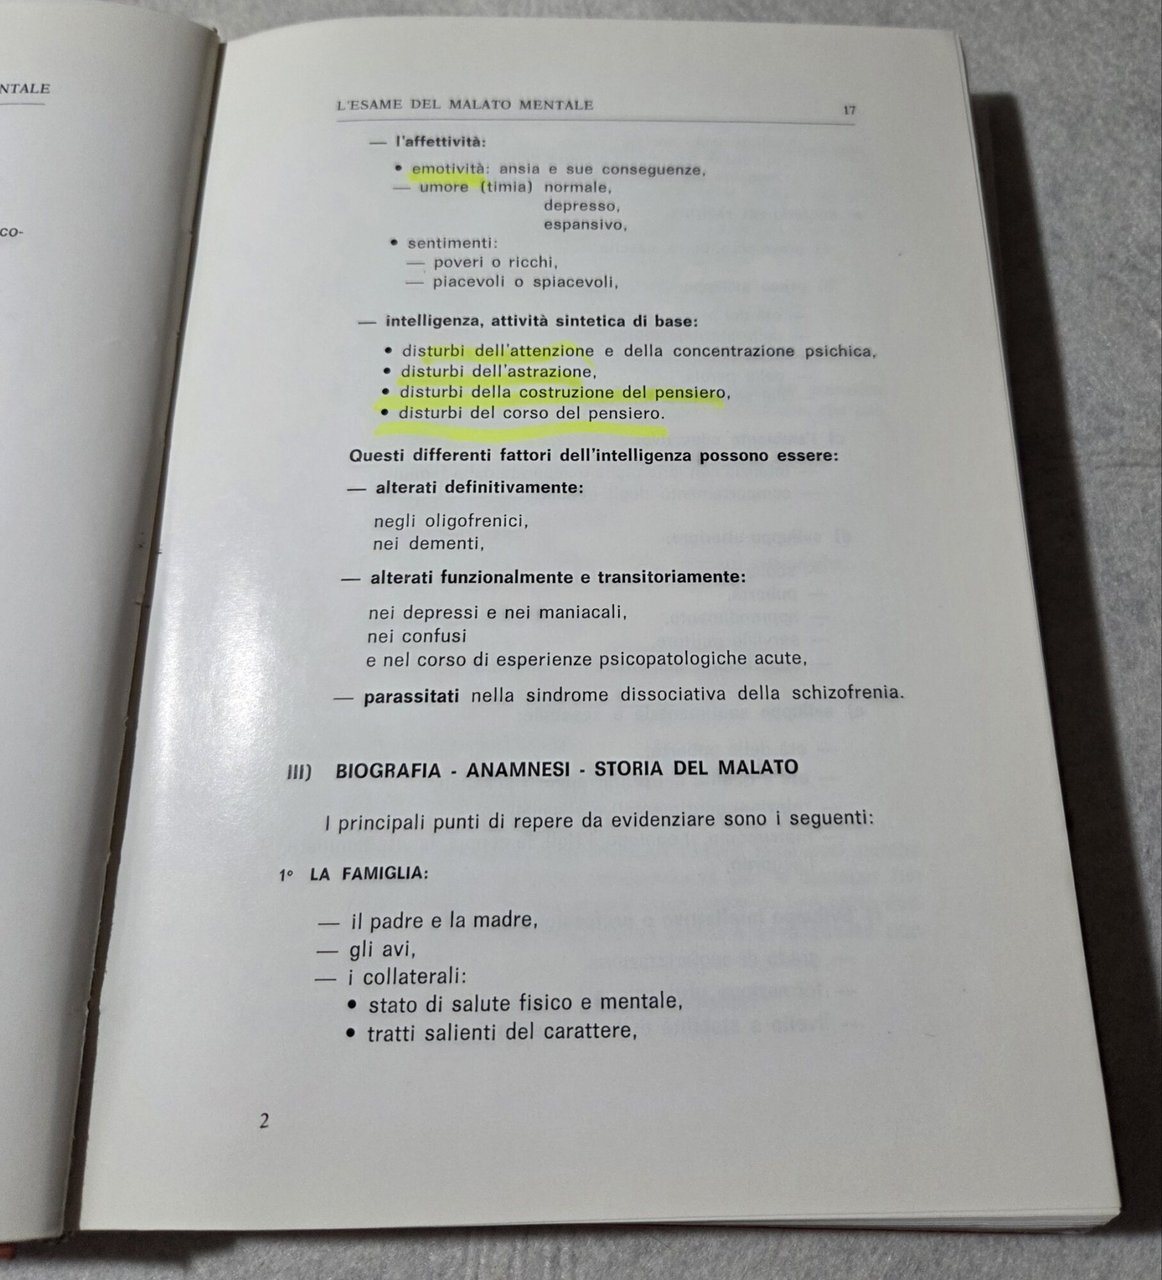 NTALE
CO-
L'ESAME DEL MALATO MENTALE 17
— l'affettività:
• emotività: ansia e sue conseguenze,
— umore (timia) normale,
depresso,
espansivo,
• sentimenti:
— poveri o ricchi,
— piacevoli o spiacevoli,
— intelligenza, attività sintetica di base:
• disturbi dell'attenzione e della concentrazione psichica,
• disturbi dell'astrazione,
• disturbi della costruzione del pensiero,
• disturbi del corso del pensiero.
Questi differenti fattori dell'intelligenza possono essere:
— alterati definitivamente:
negli oligofrenici,
nei dementi,
— alterati funzionalmente e transitoriamente:
nei depressi e nei maniacali,
nei confusi
e nel corso di esperienze psicopatologiche acute,
— parassitati nella sindrome dissociativa della schizofrenia.
III) BIOGRAFIA - ANAMNESI - STORIA DEL MALATO
I principali punti di repere da evidenziare sono i seguenti:
1º LA FAMIGLIA:
— il padre e la madre,
— gli avi,
— i collaterali:
• stato di salute fisico e mentale,
• tratti salienti del carattere,
2